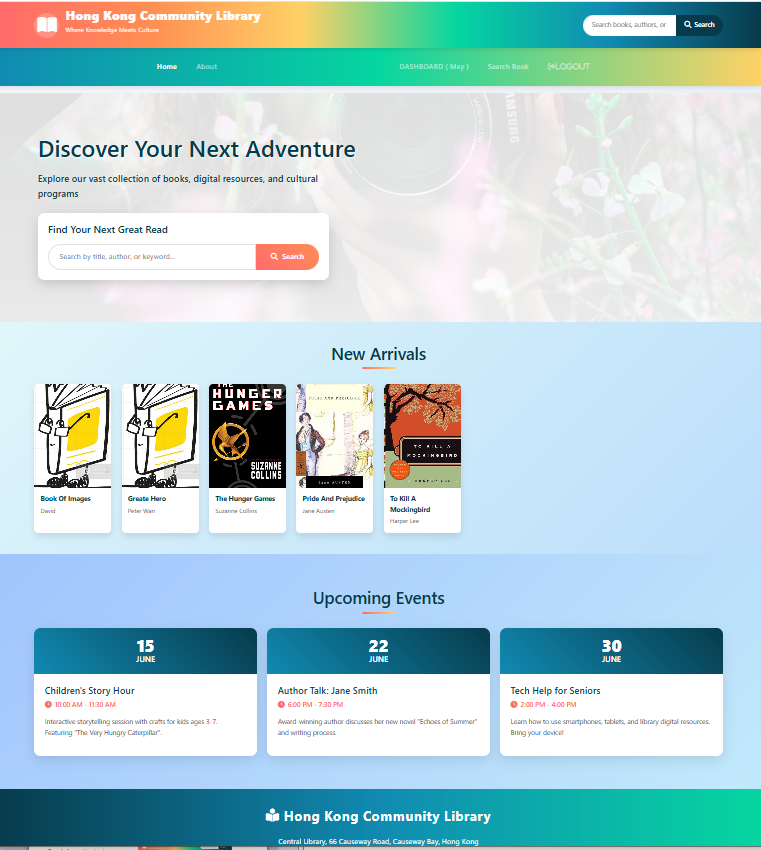 Hong Kong Community Library
Where Knowledge Meets Culture
Search books, authors, or
Search
Home
About
DASHBOARD ( May )
Search Book
LOGOUT
SAMSUNG
Discover Your Next Adventure
Explore our vast collection of books, digital resources, and cultural
programs
Find Your Next Great Read
Search by title, author, or keyword...
Search
New Arrivals
THE
HUNGER
GAMES
SUZANNE
COLLINS
PRIDE AND PREJUDICE
JANE AUSTEN
TO KILL A
MOCKINGBIRD
HARPER LEE
Book Of Images
David
Greate Hero
Peter Wan
The Hunger Games
Suzanne Collins
Pride And Prejudice
Jane Austen
To Kill A
Mockingbird
Harper Lee
Upcoming Events
15
JUNE
Children's Story Hour
10:00 AM - 11:30 AM
Interactive storytelling session with crafts for kids ages 3-7.
Featuring "The Very Hungry Caterpillar".
22
JUNE
Author Talk: Jane Smith
6:00 PM - 7:30 PM
Award-winning author discusses her new novel "Echoes of Summer"
and writing process.
30
JUNE
Tech Help for Seniors
2:00 PM - 4:00 PM
Learn how to use smartphones, tablets, and library digital resources.
Bring your device!
Hong Kong Community Library
Central Library, 66 Causeway Road, Causeway Bay, Hong Kong